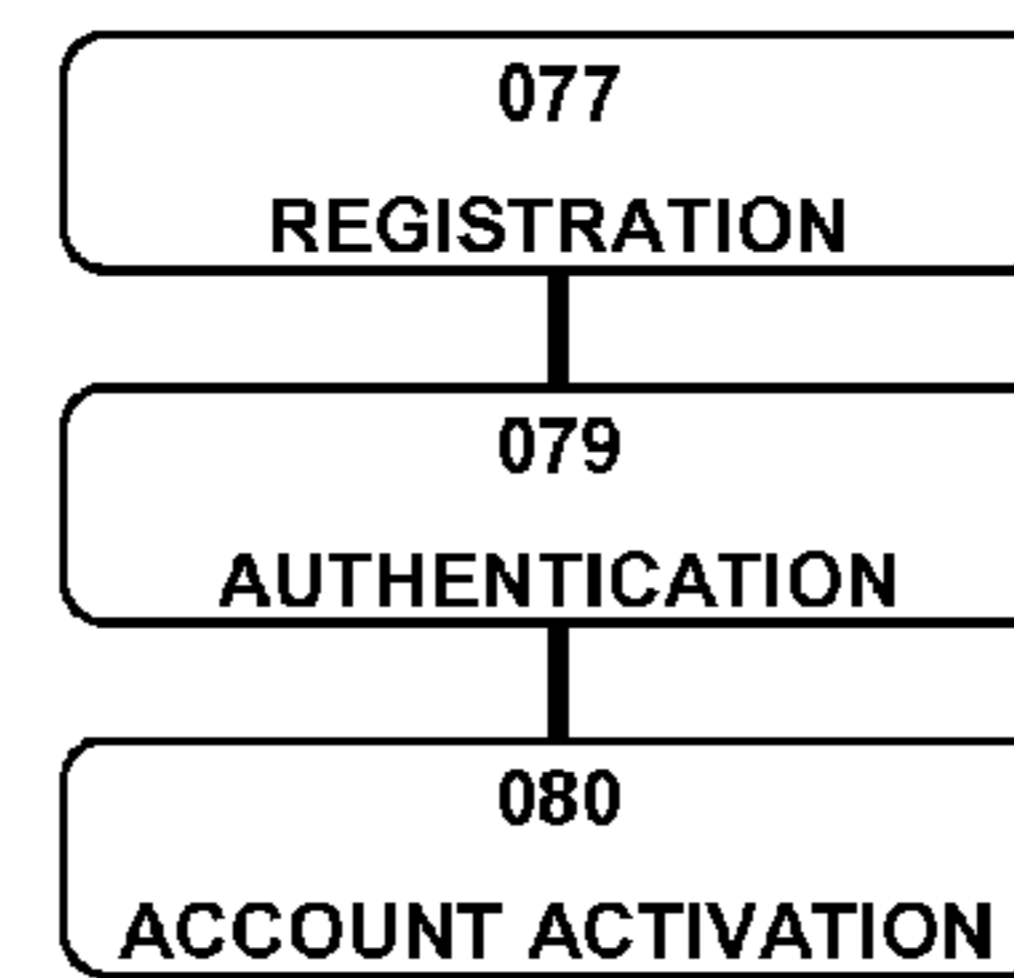 077
REGISTRATION
079
AUTHENTICATION
080
ACCOUNT ACTIVATION